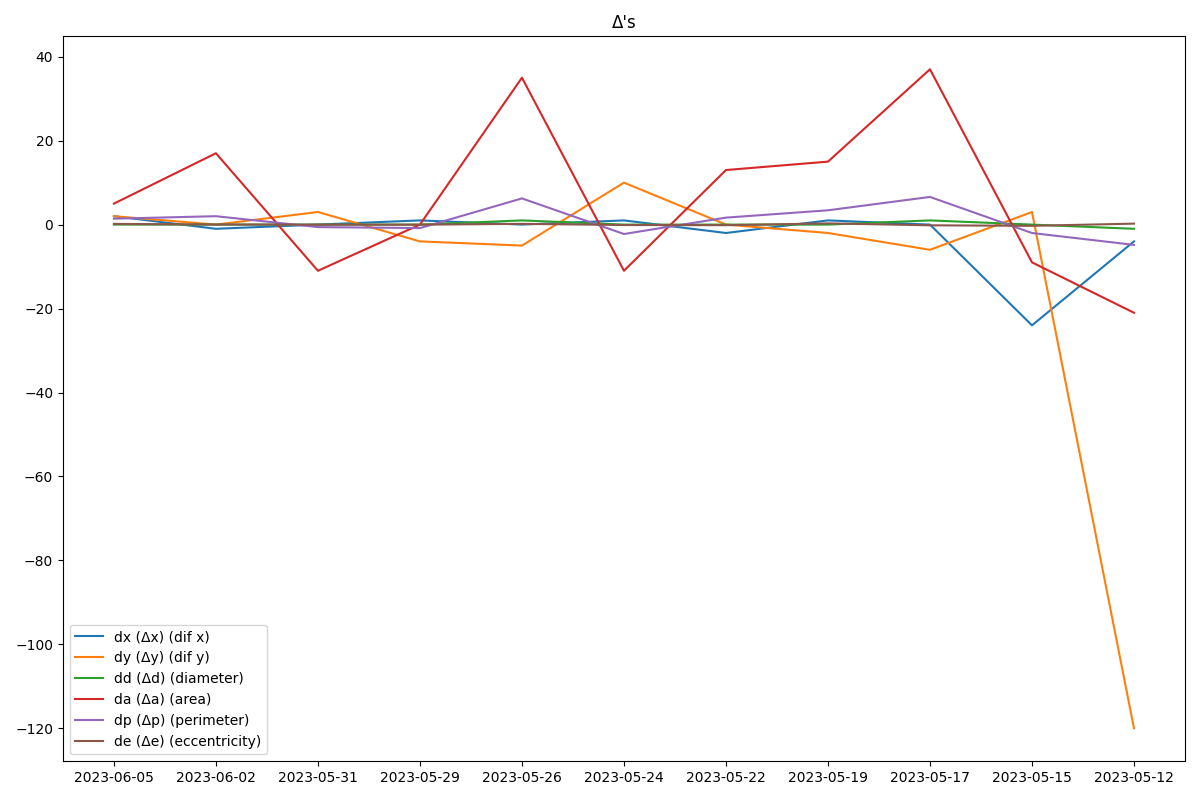 Δ's
40
20
0
−20
−40
−60
−80
−100
−120
dx (Δx) (dif x)
dy (Δy) (dif y)
dd (Δd) (diameter)
da (Δa) (area)
dp (Δp) (perimeter)
de (Δe) (eccentricity)
2023-06-05 2023-06-02 2023-05-31 2023-05-29 2023-05-26 2023-05-24 2023-05-22 2023-05-19 2023-05-17 2023-05-15 2023-05-12